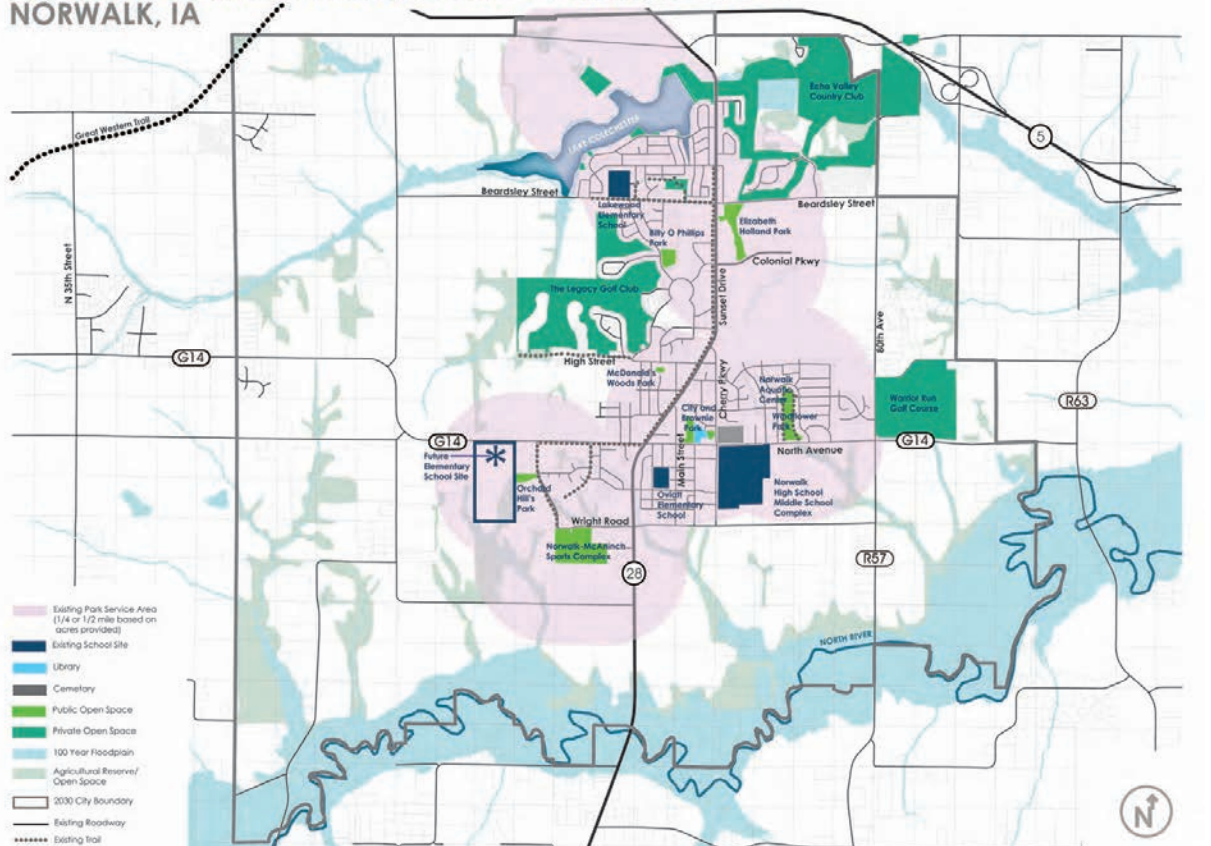 NORWALK, IA
Great Western Trail
LAKE COLCHESTER
Echo Valley
Country Club
5
Beardsley Street
Lakewood
Elementary
School
Beardsley Street
Billy O Phillips
Park
Elizabeth
Holland Park
Colonial Pkwy
N 35th Street
The Legacy Golf Club
Sunset Drive
80th Ave
G14
High Street
McDonald's
Woods Park
Cherry Pkwy
Norwalk
Aquatic
Center
Wildflower
Park
Warrior Run
Golf Course
R63
City and
Brownie
Park
G14
G14
North Avenue
Main Street
Future
Elementary
School Site
Orchard
Hill's
Park
Oviatt
Elementary
School
Norwalk
High School
Middle School
Complex
Wright Road
Norwalk-McAninch
Sports Complex
28
R57
NORTH RIVER
Existing Park Service Area
(1/4 or 1/2 mile based on
acres provided)
Existing School Site
Library
Cemetary
Public Open Space
Private Open Space
100 Year Floodplain
Agricultural Reserve/
Open Space
2030 City Boundary
Existing Roadway
Existing Trail
N